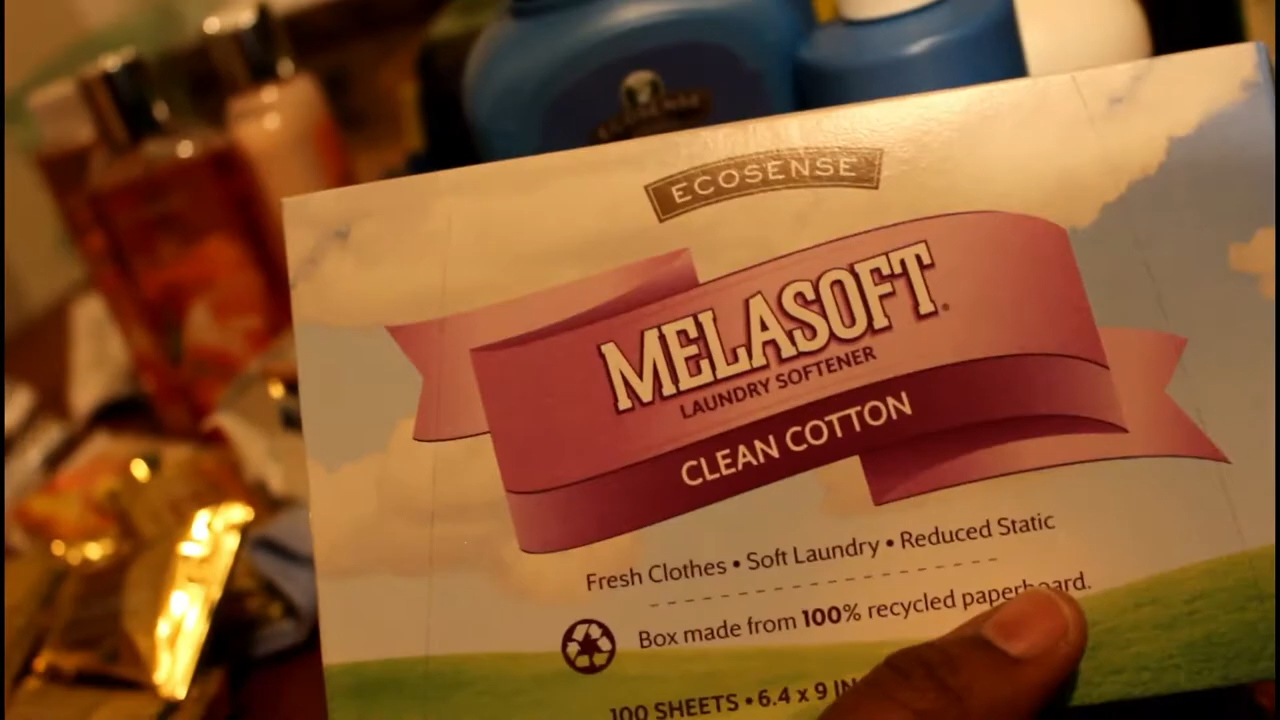 ECOSENSE
MELASOFT®
LAUNDRY SOFTENER
CLEAN COTTON
Fresh Clothes • Soft Laundry • Reduced Static
Box made from 100% recycled paperboard.
100 SHEETS • 6.4 x 9 IN